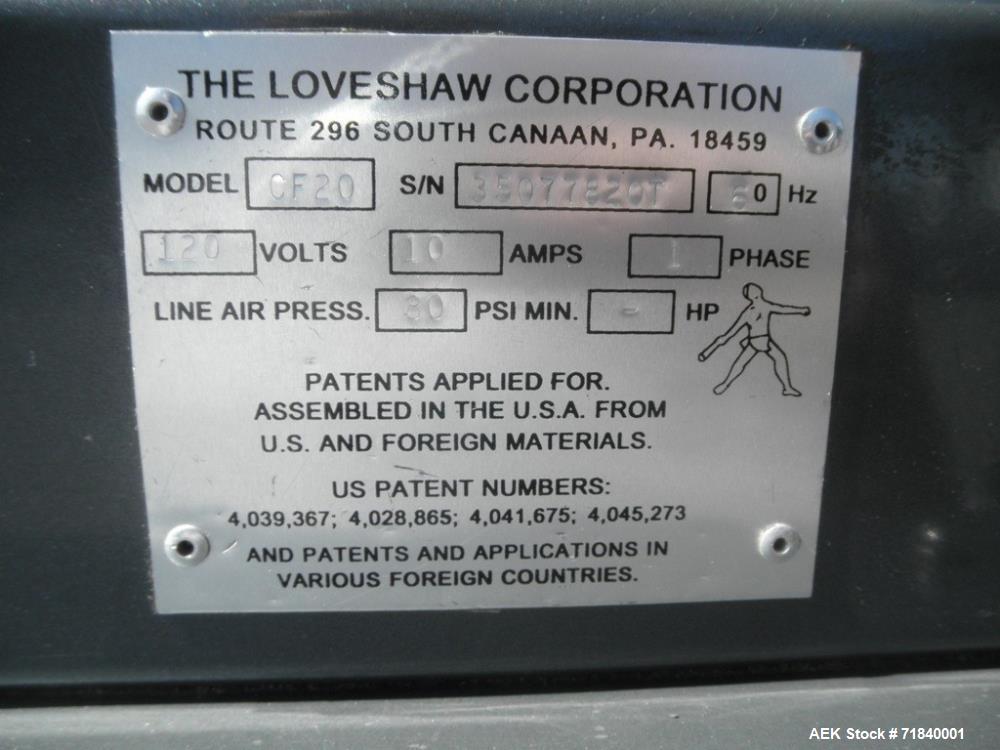 THE LOVESHAW CORPORATION
ROUTE 296 SOUTH CANAAN, PA. 18459
MODEL CF20 S/N 35077820T 60 Hz
120 VOLTS 10 AMPS 1 PHASE
LINE AIR PRESS. 80 PSI MIN. - HP
PATENTS APPLIED FOR.
ASSEMBLED IN THE U.S.A. FROM
U.S. AND FOREIGN MATERIALS.
US PATENT NUMBERS:
4,039,367; 4,028,865; 4,041,675; 4,045,273
AND PATENTS AND APPLICATIONS IN
VARIOUS FOREIGN COUNTRIES.
AEK Stock # 71840001